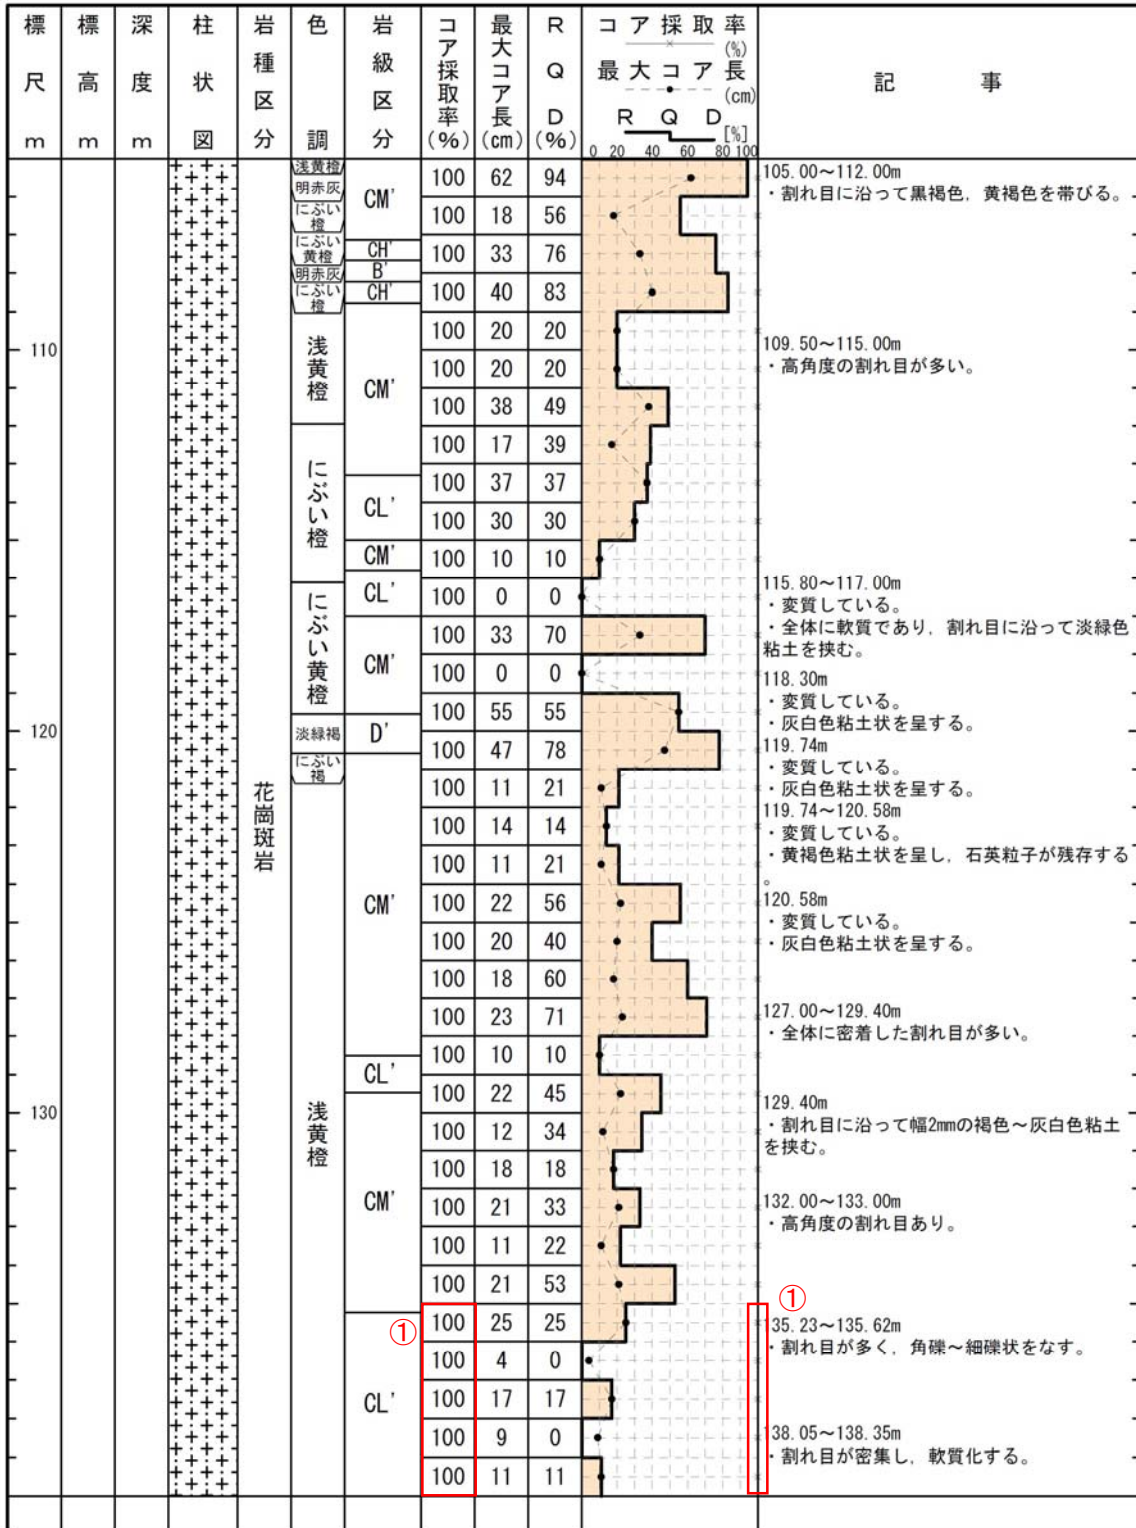 標尺m
標高m
深度m
柱状図
岩種区分
色調
岩級区分
コア採取率(%)
最大コア長(cm)
RQD(%)
コア採取率(%)
最大コア長(cm)
RQD[%]
0 20 40 60 80 100
記事
110
120
130
花崗斑岩
浅黄橙
明赤灰
にぶい橙
にぶい黄橙
明赤灰
にぶい橙
浅黄橙
にぶい橙
にぶい黄橙
淡緑褐
にぶい褐
浅黄橙
CM'
CH'
B'
CH'
CM'
CL'
CM'
CL'
CM'
D'
CM'
CL'
CM'
CL'
100 62 94
100 18 56
100 33 76
100 40 83
100 20 20
100 20 20
100 38 49
100 17 39
100 37 37
100 30 30
100 10 10
100 0 0
100 33 70
100 0 0
100 55 55
100 47 78
100 11 21
100 14 14
100 11 21
100 22 56
100 20 40
100 18 60
100 23 71
100 10 10
100 22 45
100 12 34
100 18 18
100 21 33
100 11 22
100 21 53
① 100 25 25
100 4 0
100 17 17
100 9 0
100 11 11
①
105.00～112.00m
・割れ目に沿って黒褐色，黄褐色を帯びる。
109.50～115.00m
・高角度の割れ目が多い。
115.80～117.00m
・変質している。
・全体に軟質であり，割れ目に沿って淡緑色
粘土を挟む。
118.30m
・変質している。
・灰白色粘土状を呈する。
119.74m
・変質している。
・灰白色粘土状を呈する。
119.74～120.58m
・変質している。
・黄褐色粘土状を呈し，石英粒子が残存する
。
120.58m
・変質している。
・灰白色粘土状を呈する。
127.00～129.40m
・全体に密着した割れ目が多い。
129.40m
・割れ目に沿って幅2mmの褐色～灰白色粘土
を挟む。
132.00～133.00m
・高角度の割れ目あり。
135.23～135.62m
・割れ目が多く，角礫～細礫状をなす。
138.05～138.35m
・割れ目が密集し，軟質化する。